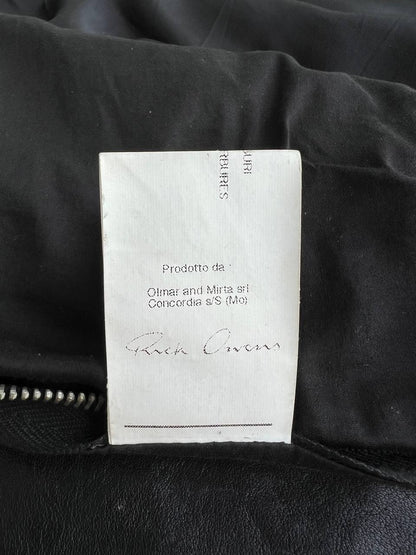 Prodotto da :
Olmar and Mirta srl
Concordia s/S (Mo)
Rick Owens